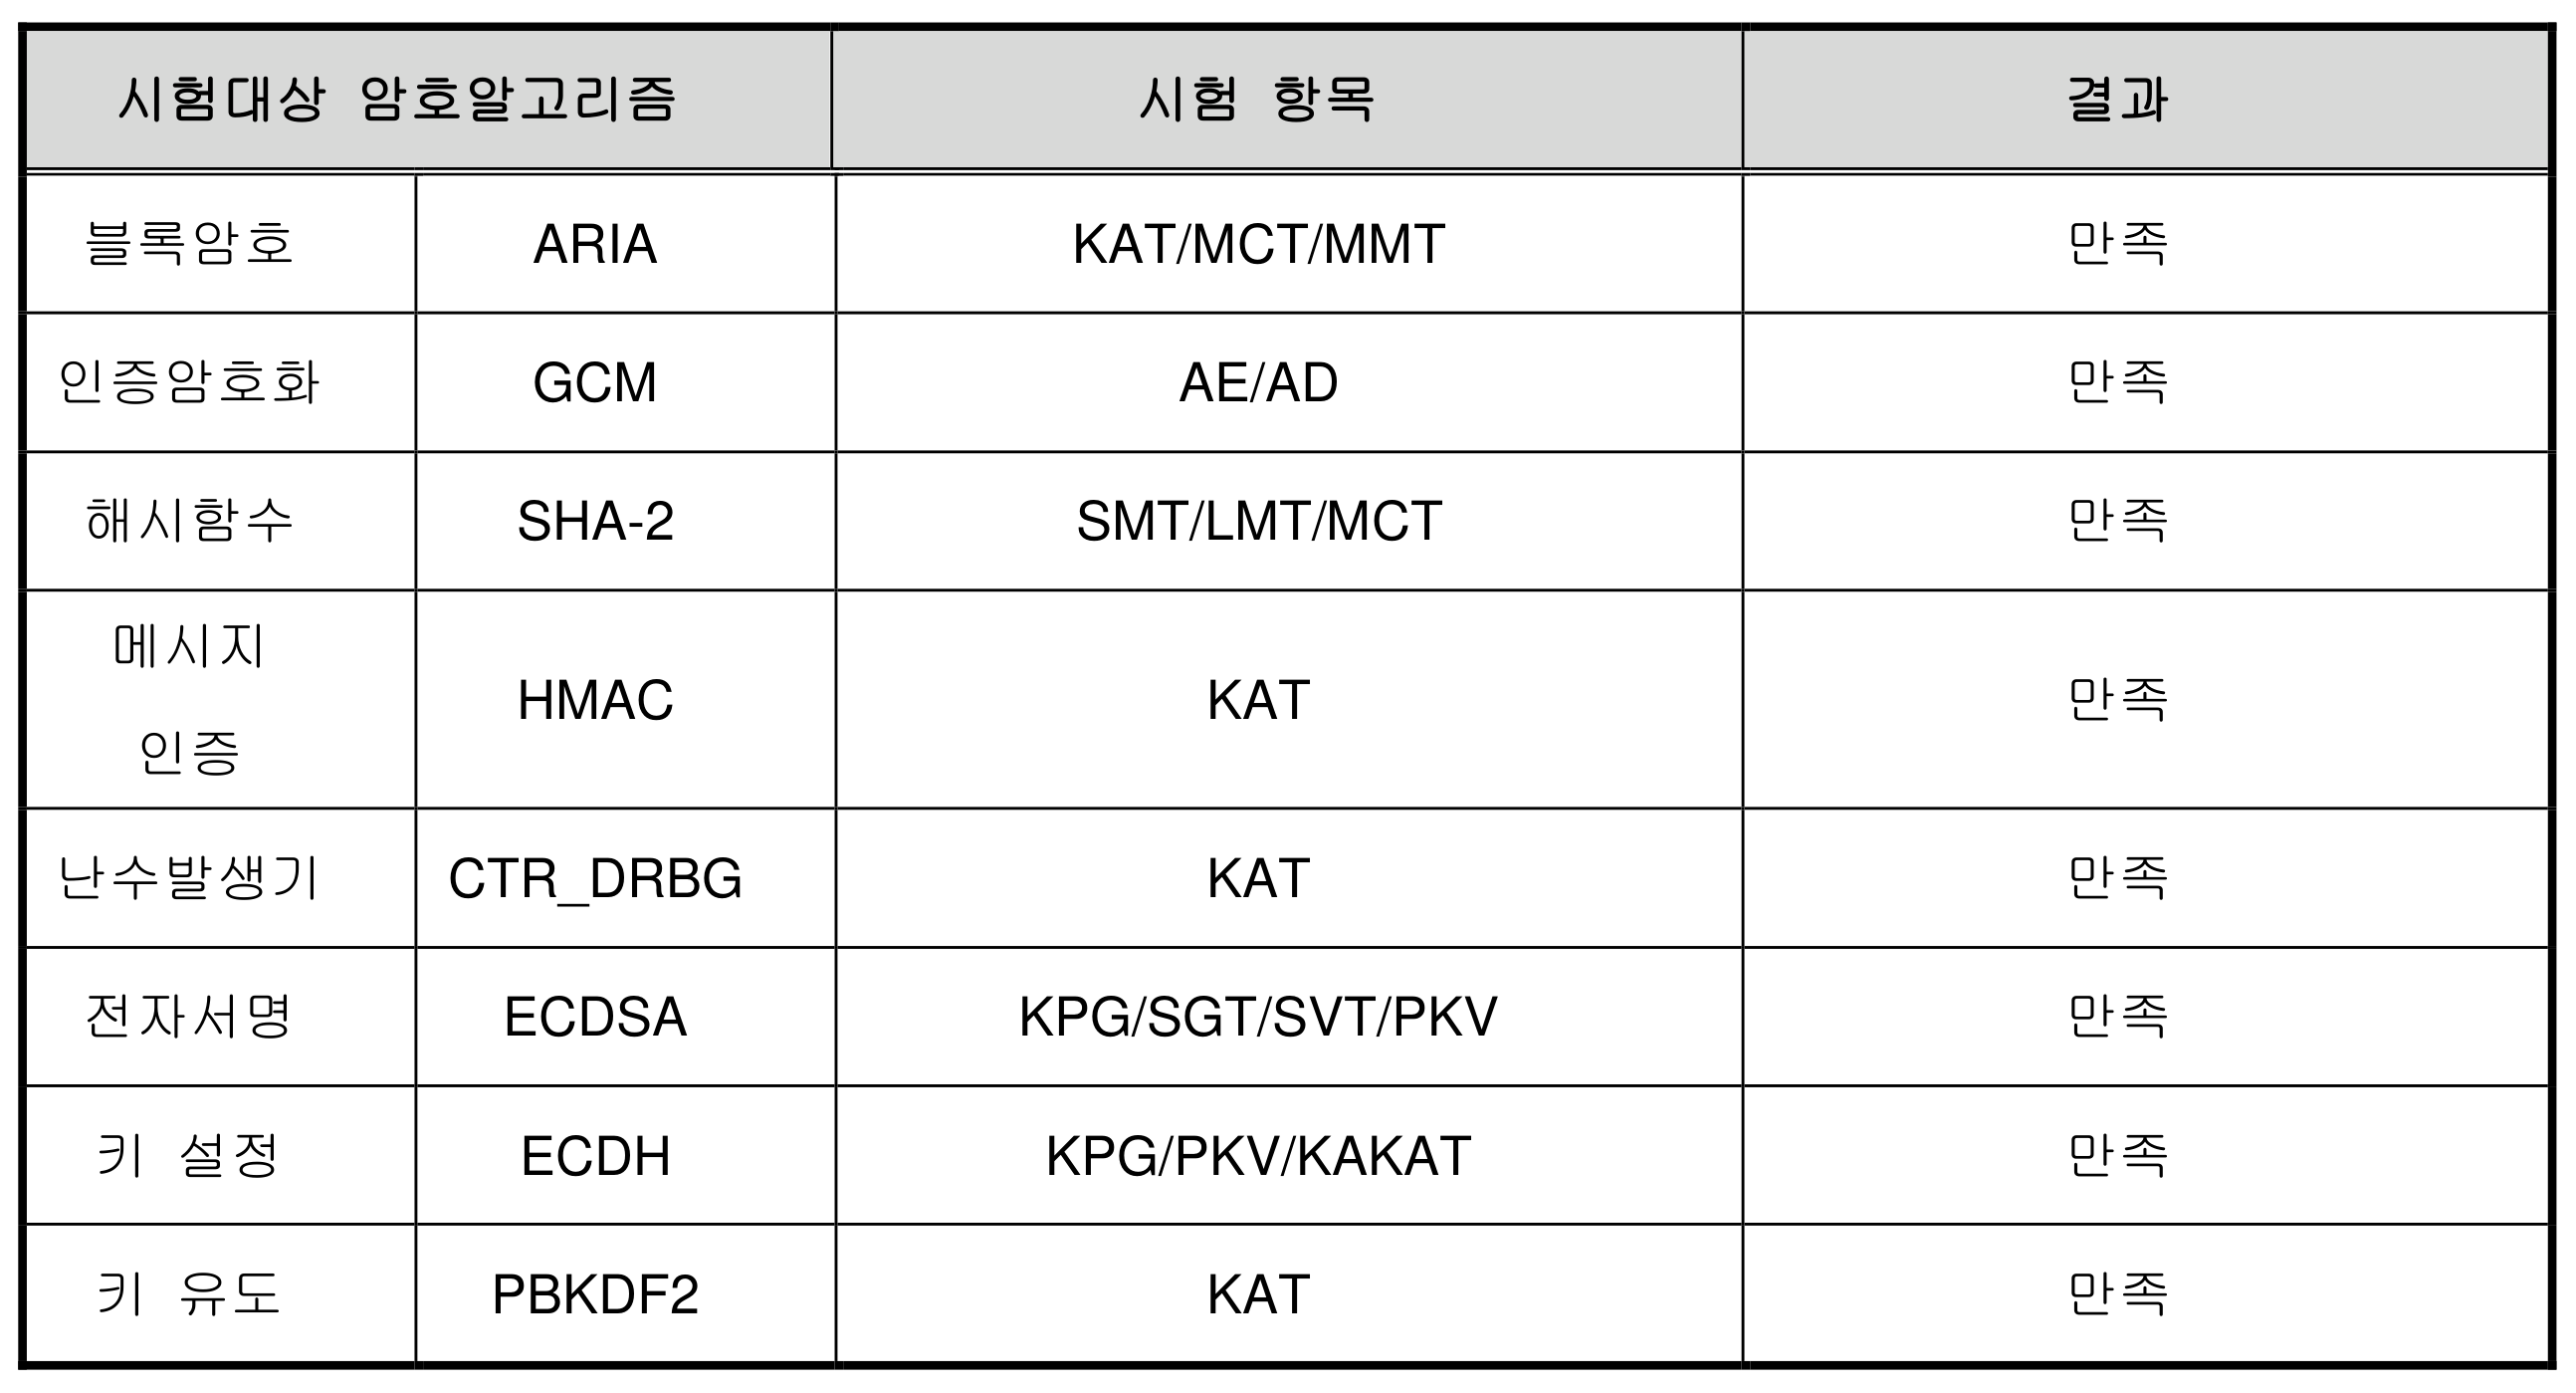 시험대상 암호알고리즘 시험 항목 결과
블록암호 ARIA KAT/MCT/MMT 만족
인증암호화 GCM AE/AD 만족
해시함수 SHA-2 SMT/LMT/MCT 만족
메시지
인증 HMAC KAT 만족
난수발생기 CTR_DRBG KAT 만족
전자서명 ECDSA KPG/SGT/SVT/PKV 만족
키 설정 ECDH KPG/PKV/KAKAT 만족
키 유도 PBKDF2 KAT 만족